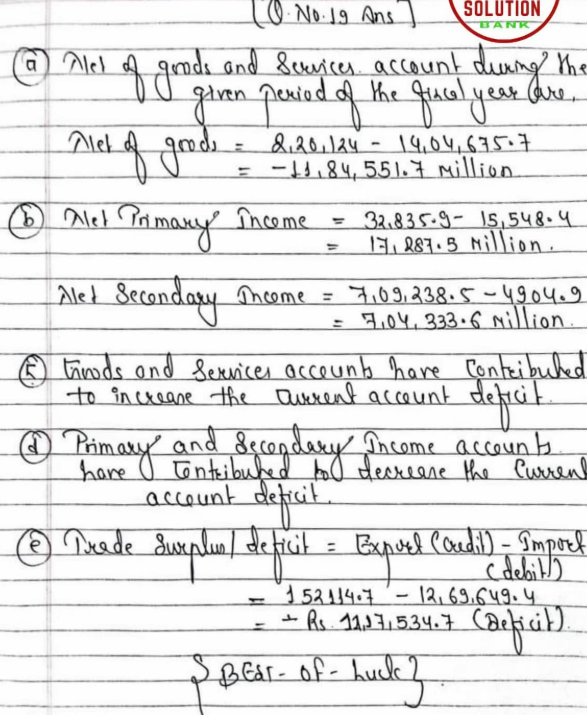 [Q. No. 19 Ans]
SOLUTION
BANK
(a) Net of goods and Services account during the
given period of the fiscal year are,
Net of goods = 2,20,124 - 14,04,675.7
= -11,84,551.7 Million
(b) Net Primary Income = 32,835.9 - 15,548.4
= 17,287.5 Million.
Net Secondary Income = 7,09,238.5 - 4904.9
= 7,04,333.6 Million.
(c) Goods and Services accounts have Contributed
to increase the Current account deficit.
(d) Primary and Secondary Income accounts
have Contributed to decrease the Current
account deficit.
(e) Trade Surplus/deficit = Export (Credit) - Import
(debit)
= 152114.7 - 12,69,649.4
= - Rs. 11,17,534.7 (Deficit).
{BEST-OF-Luck}